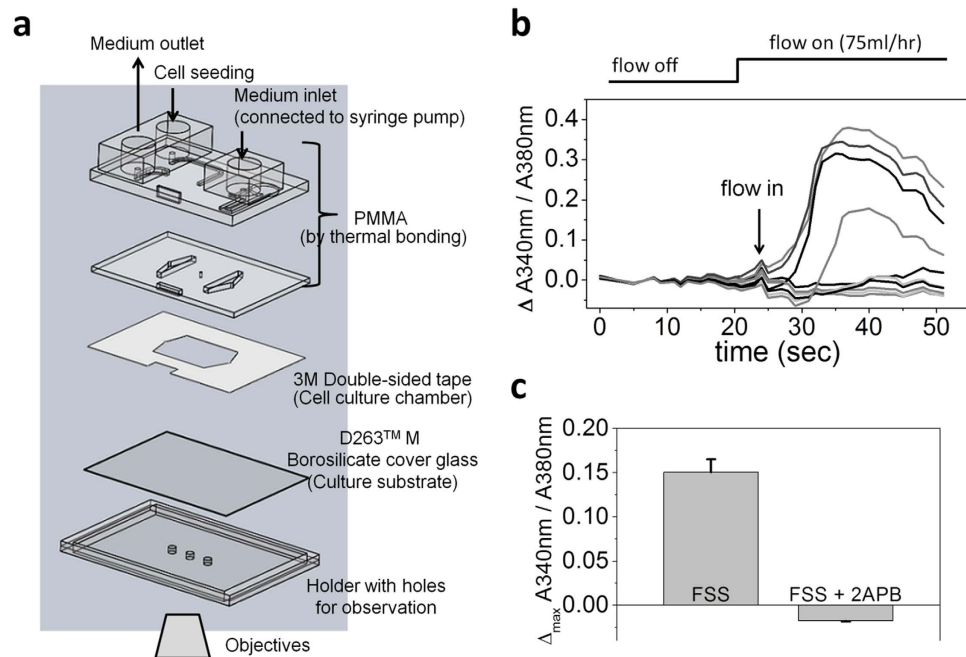 a
Medium outlet
Cell seeding
Medium inlet
(connected to syringe pump)
PMMA
(by thermal bonding)
3M Double-sided tape
(Cell culture chamber)
D263™ M
Borosilicate cover glass
(Culture substrate)
Holder with holes
for observation
Objectives
b
flow on (75ml/hr)
flow off
Δ A340nm / A380nm
0.4
0.3
0.2
0.1
0.0
flow in
0 10 20 30 40 50
time (sec)
c
Δmax A340nm / A380nm
0.20
0.15
0.10
0.05
0.00
FSS
FSS + 2APB